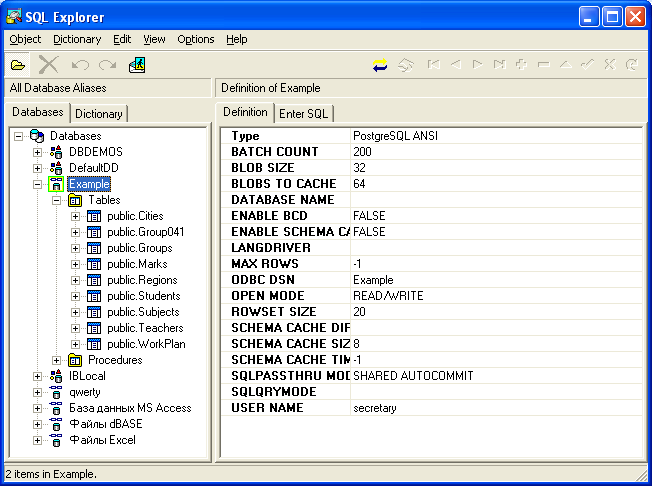 SQL Explorer
Object Dictionary Edit View Options Help
All Database Aliases
Definition of Example
Databases Dictionary
Definition Enter SQL
Databases
DBDEMOS
DefaultDD
Example
Tables
public.Cities
public.Group041
public.Groups
public.Marks
public.Regions
public.Students
public.Subjects
public.Teachers
public.WorkPlan
Procedures
IBLocal
qwerty
База данных MS Access
Файлы dBASE
Файлы Excel
Type PostgreSQL ANSI
BATCH COUNT 200
BLOB SIZE 32
BLOBS TO CACHE 64
DATABASE NAME
ENABLE BCD FALSE
ENABLE SCHEMA CA FALSE
LANGDRIVER
MAX ROWS -1
ODBC DSN Example
OPEN MODE READ/WRITE
ROWSET SIZE 20
SCHEMA CACHE DIF
SCHEMA CACHE SIZ 8
SCHEMA CACHE TIM -1
SQLPASSTHRU MOD SHARED AUTOCOMMIT
SQLQRYMODE
USER NAME secretary
2 items in Example.